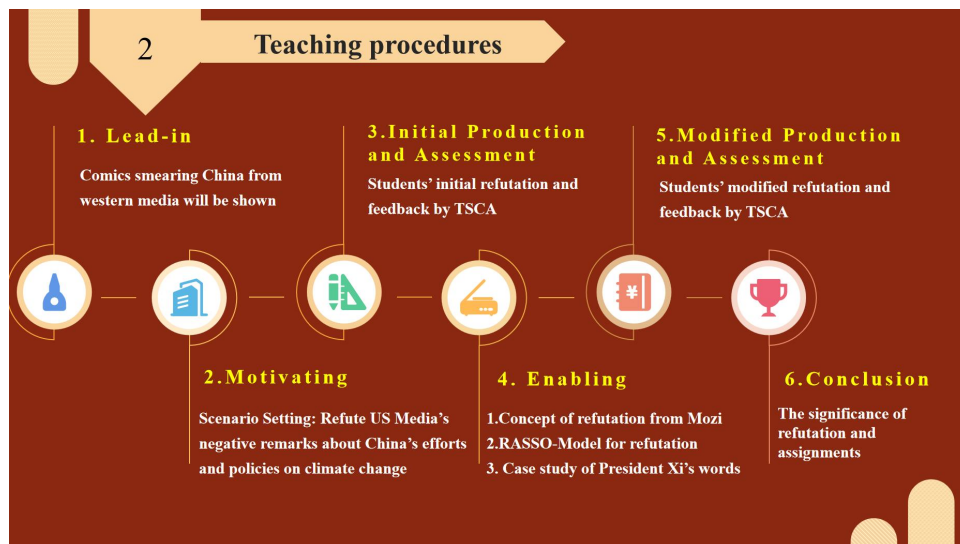 2
Teaching procedures
1. Lead-in
Comics smearing China from
western media will be shown
2.Motivating
Scenario Setting: Refute US Media's
negative remarks about China's efforts
and policies on climate change
3.Initial Production
and Assessment
Students' initial refutation and
feedback by TSCA
4. Enabling
1.Concept of refutation from Mozi
2.RASSO-Model for refutation
3. Case study of President Xi's words
5.Modified Production
and Assessment
Students' modified refutation and
feedback by TSCA
¥
6.Conclusion
The significance of
refutation and
assignments